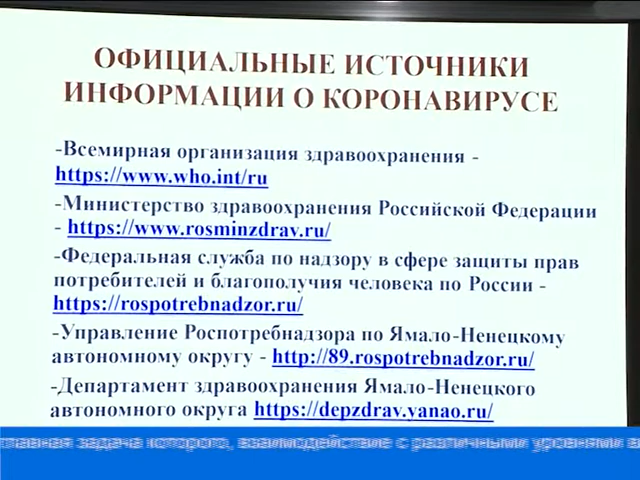 ОФИЦИАЛЬНЫЕ ИСТОЧНИКИ
ИНФОРМАЦИИ О КОРОНАВИРУСЕ
-Всемирная организация здравоохранения -
https://www.who.int/ru
-Министерство здравоохранения Российской Федерации
- https://www.rosminzdrav.ru/
-Федеральная служба по надзору в сфере защиты прав
потребителей и благополучия человека по России -
https://rospotrebnadzor.ru/
-Управление Роспотребнадзора по Ямало-Ненецкому
автономному округу - http://89.rospotrebnadzor.ru/
-Департамент здравоохранения Ямало-Ненецкого
автономного округа https://depzdrav.yanao.ru/
главная задача которого, взаимодействие с различными уровнями